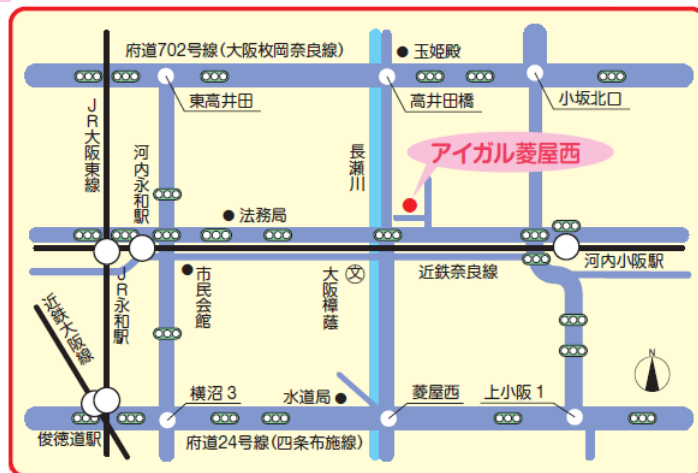 府道702号線(大阪枚岡奈良線)
玉姫殿
東高井田
高井田橋
小坂北口
JR大阪東線
河内永和駅
長瀬川
アイガル菱屋西
法務局
JR永和駅
市民会館
大阪樟蔭
文
近鉄奈良線
河内小阪駅
近鉄大阪線
N
横沼3
水道局
菱屋西
上小阪1
俊徳道駅
府道24号線(四条布施線)